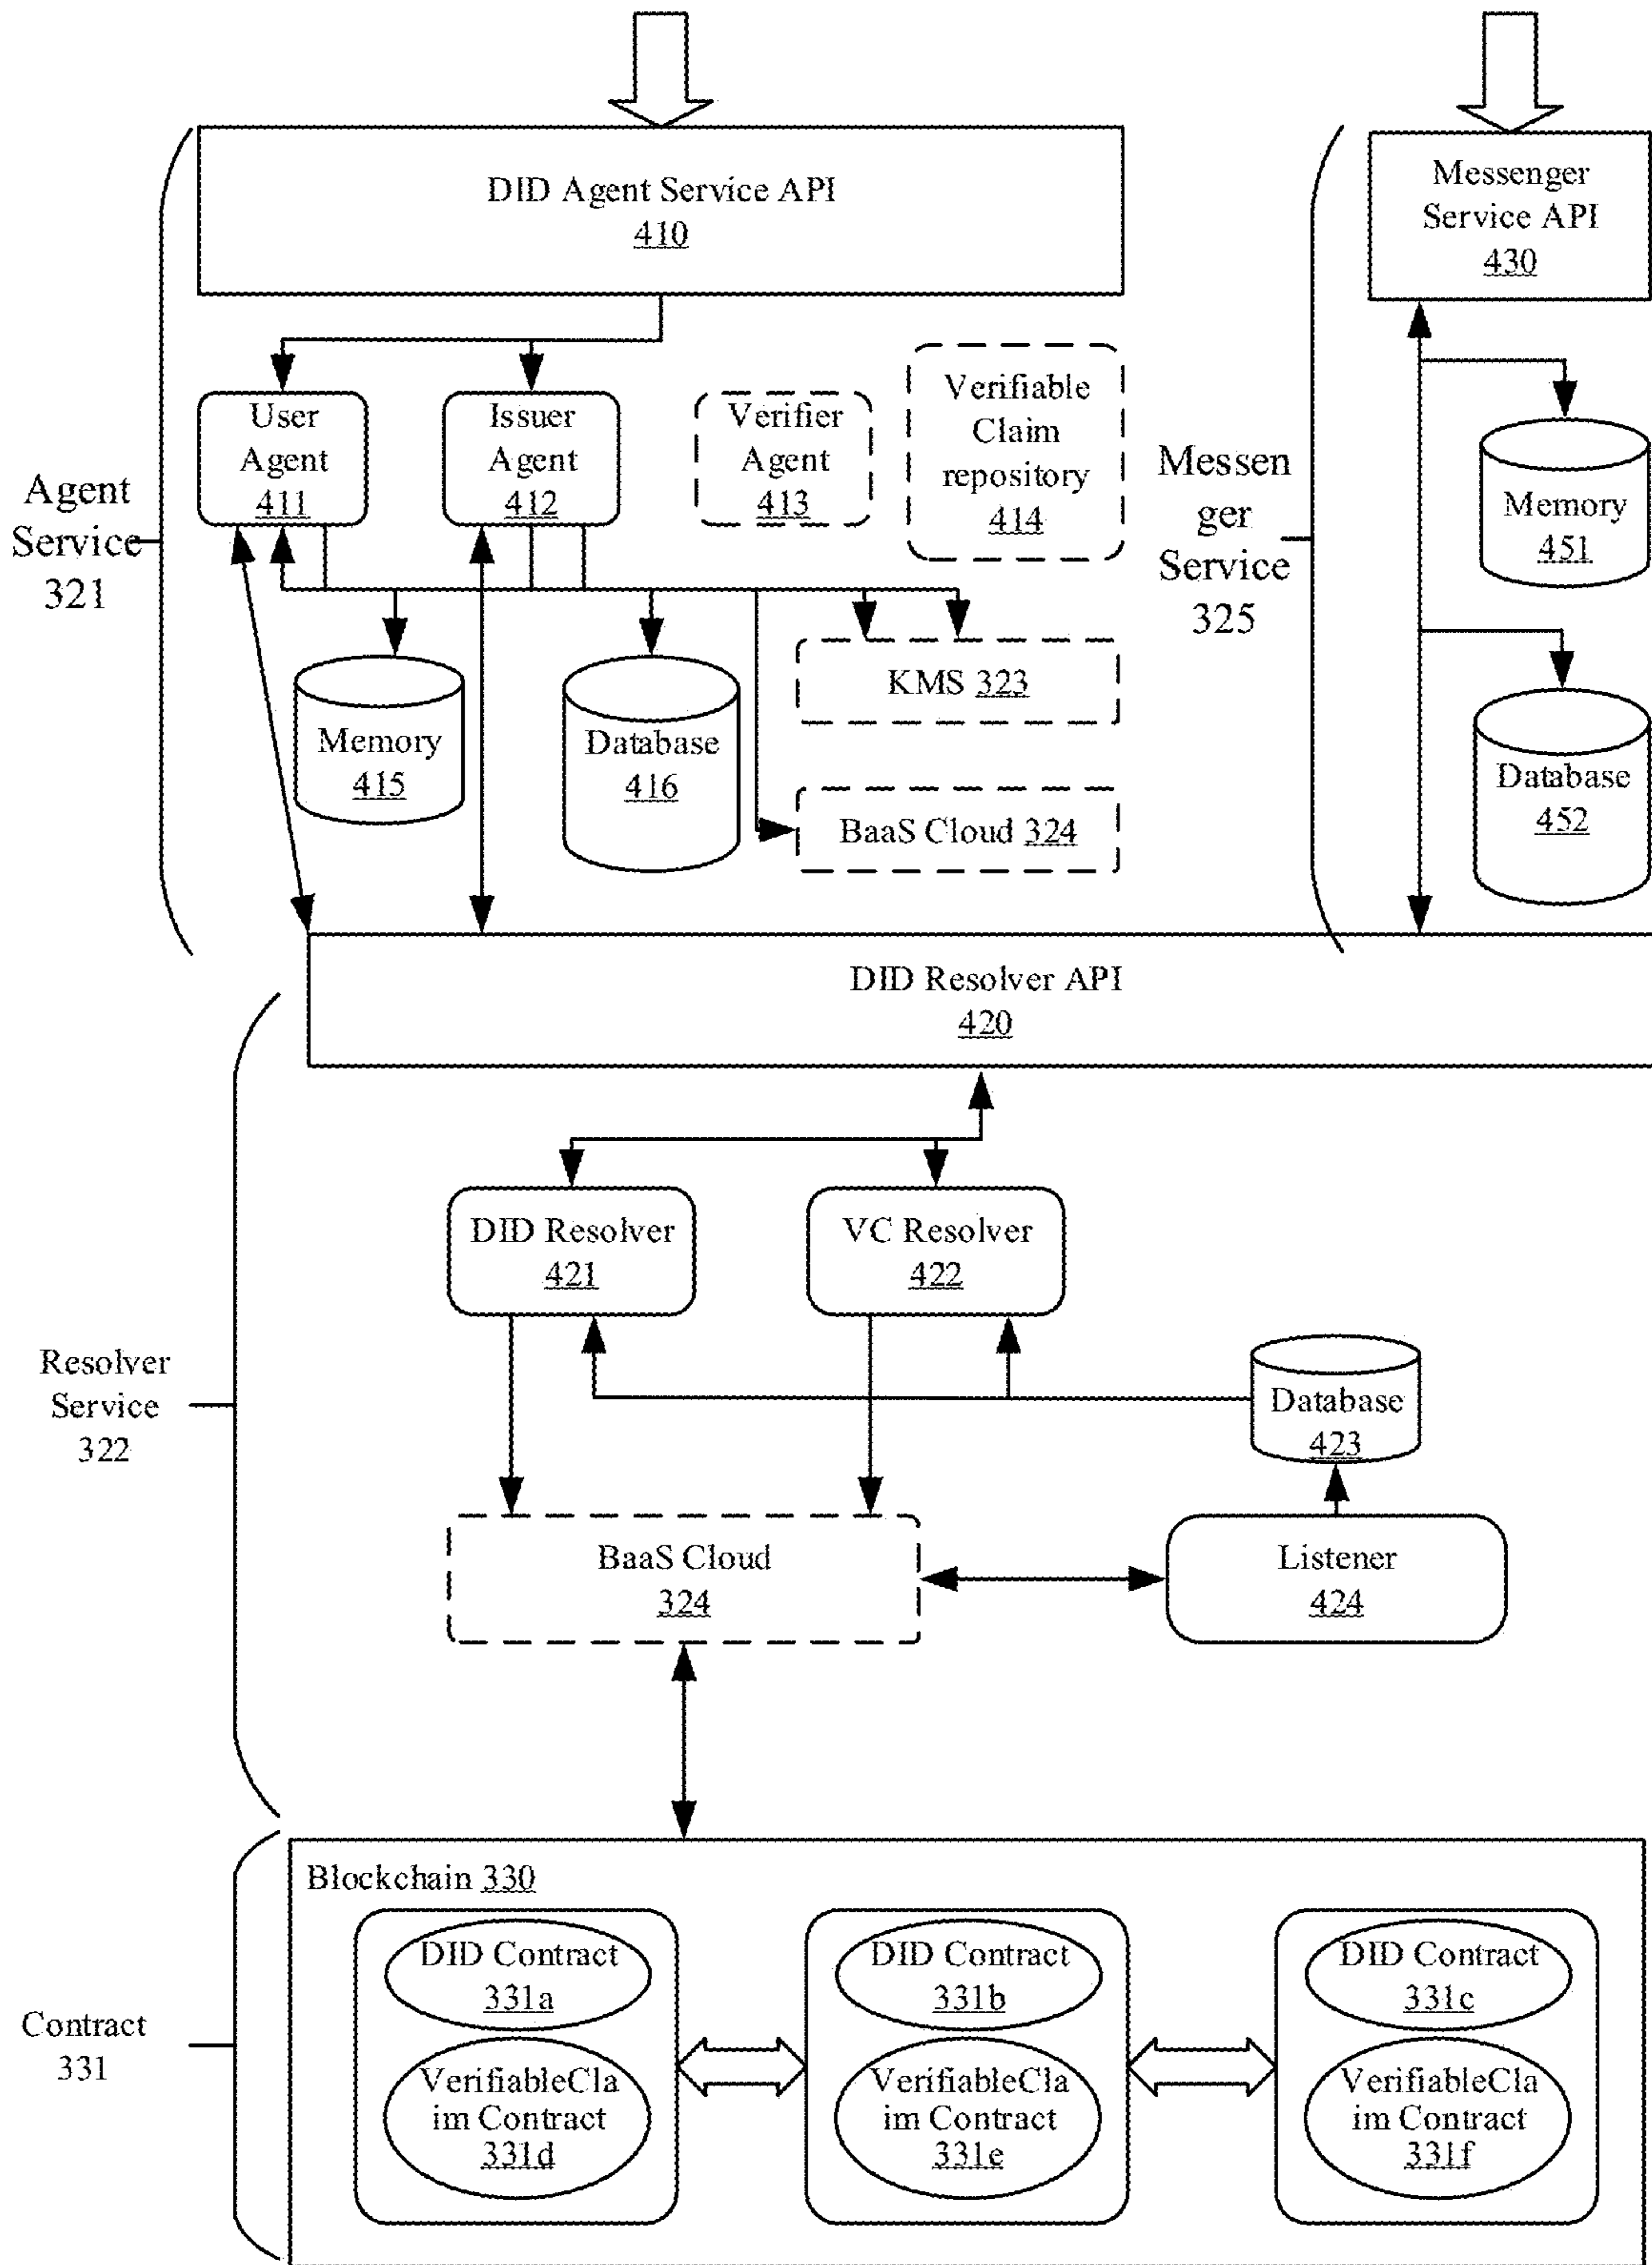 DID Agent Service API
410
Messenger
Service API
430
User
Agent
411
Issuer
Agent
412
Verifier
Agent
413
Verifiable
Claim
repository
414
Agent
Service
321
Messen
ger
Service
325
Memory
451
KMS 323
Memory
415
Database
416
BaaS Cloud 324
Database
452
DID Resolver API
420
DID Resolver
421
VC Resolver
422
Resolver
Service
322
Database
423
BaaS Cloud
324
Listener
424
Blockchain 330
DID Contract
331a
DID Contract
331b
DID Contract
331c
Contract
331
VerifiableCla
im Contract
331d
VerifiableCla
im Contract
331e
VerifiableCla
im Contract
331f